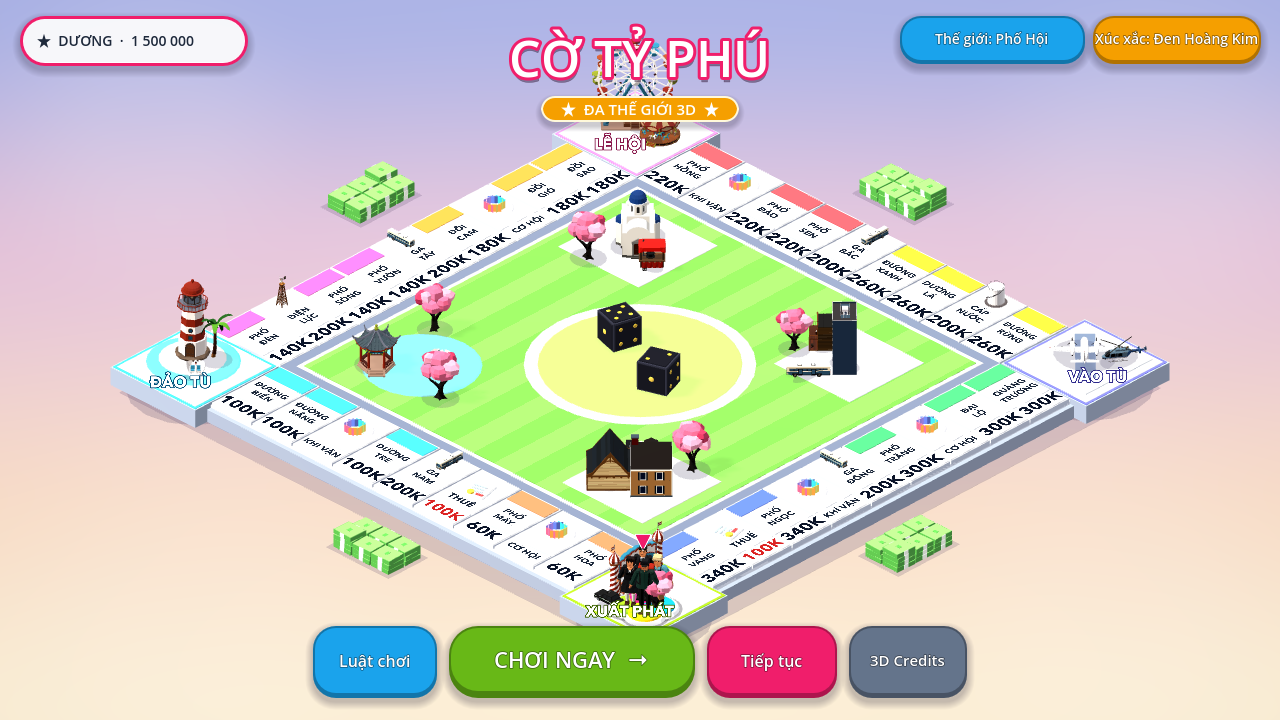 ★ DƯƠNG · 1 500 000
CỜ TỶ PHÚ
★ ĐA THẾ GIỚI 3D ★
Thế giới: Phố Hội
Xúc xắc: Đen Hoàng Kim
LỄ HỘI
ĐỒI SAO
180K
ĐỒI GIÓ
180K
CƠ HỘI
ĐỒI CAM
180K
GA TÂY
200K
PHỐ VƯỜN
140K
PHỐ SÔNG
140K
ĐIỆN LỰC
200K
PHỐ ĐÈN
140K
PHỐ HỒNG
220K
KHÍ VẬN
PHỐ ĐÀO
220K
PHỐ SEN
220K
GA BẮC
200K
ĐƯỜNG XANH
260K
ĐƯỜNG LÁ
260K
CẤP NƯỚC
200K
ĐƯỜNG RỪNG
260K
ĐẢO TÙ
VÀO TÙ
ĐƯỜNG BIỂN
100K
ĐƯỜNG NẮNG
100K
KHÍ VẬN
ĐƯỜNG TRE
100K
GA NAM
200K
THUẾ
100K
PHỐ MÂY
60K
CƠ HỘI
PHỐ HOA
60K
QUẢNG TRƯỜNG
300K
ĐẠI LỘ
300K
CƠ HỘI
PHỐ TRĂNG
300K
GA ĐÔNG
200K
KHÍ VẬN
PHỐ NGỌC
340K
THUẾ
100K
PHỐ VÀNG
340K
XUẤT PHÁT
Luật chơi
CHƠI NGAY →
Tiếp tục
3D Credits